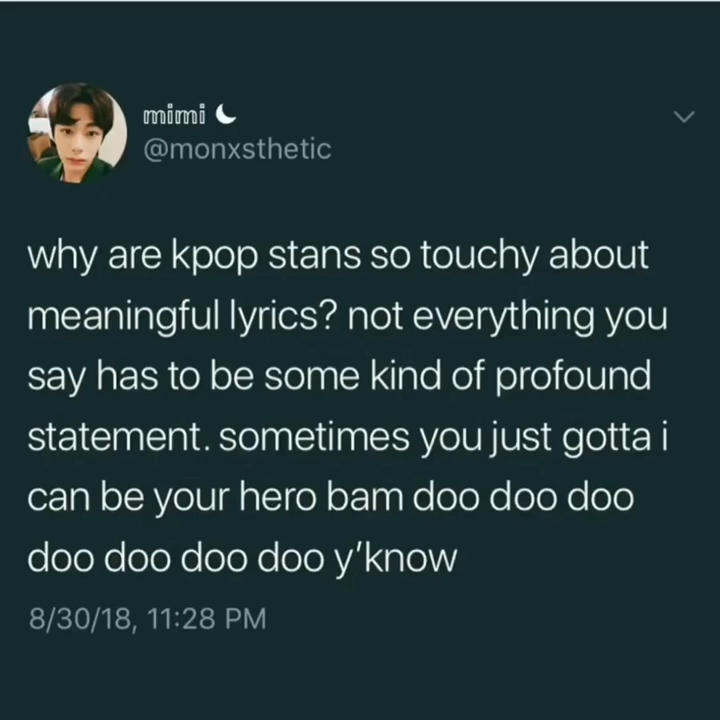 mimi
@monxsthetic
why are kpop stans so touchy about
meaningful lyrics? not everything you
say has to be some kind of profound
statement. sometimes you just gotta i
can be your hero bam doo doo doo
doo doo doo doo y'know
8/30/18, 11:28 PM